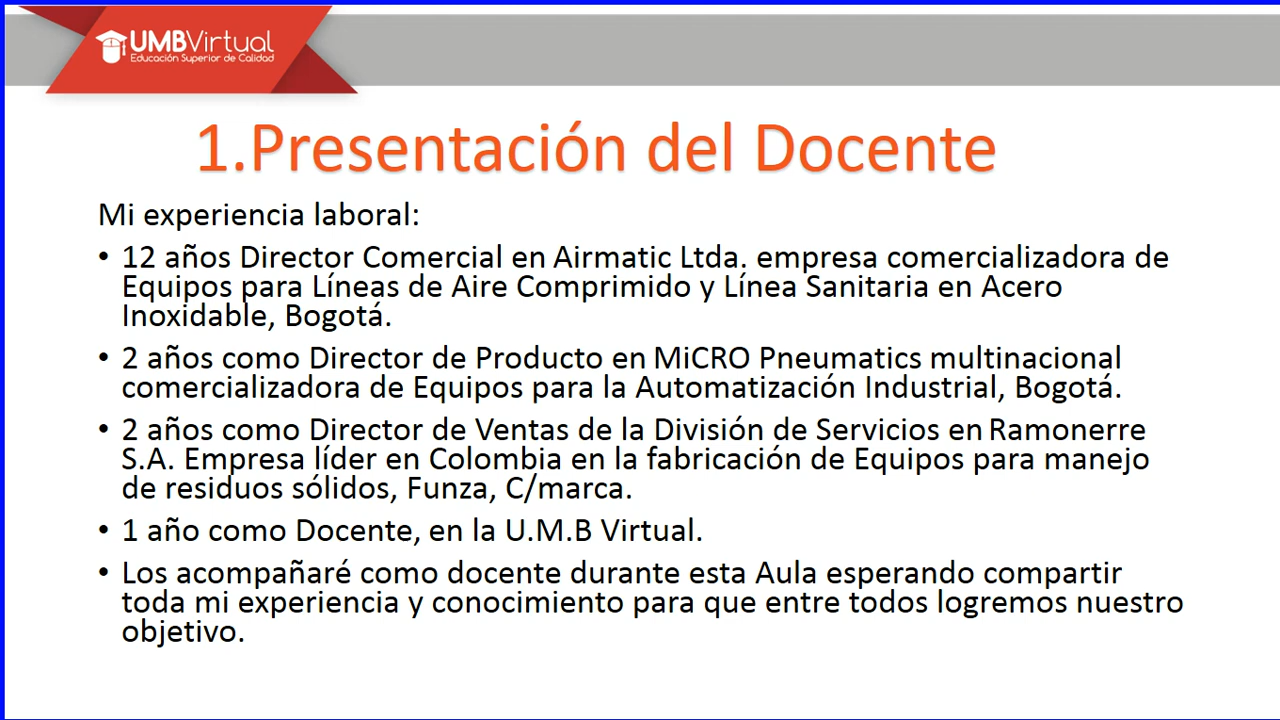 UMBVirtual
Educación Superior de Calidad
1.Presentación del Docente
Mi experiencia laboral:
• 12 años Director Comercial en Airmatic Ltda. empresa comercializadora de
Equipos para Líneas de Aire Comprimido y Línea Sanitaria en Acero
Inoxidable, Bogotá.
• 2 años como Director de Producto en MiCRO Pneumatics multinacional
comercializadora de Equipos para la Automatización Industrial, Bogotá.
• 2 años como Director de Ventas de la División de Servicios en Ramonerre
S.A. Empresa líder en Colombia en la fabricación de Equipos para manejo
de residuos sólidos, Funza, C/marca.
• 1 año como Docente, en la U.M.B Virtual.
• Los acompañaré como docente durante esta Aula esperando compartir
toda mi experiencia y conocimiento para que entre todos logremos nuestro
objetivo.